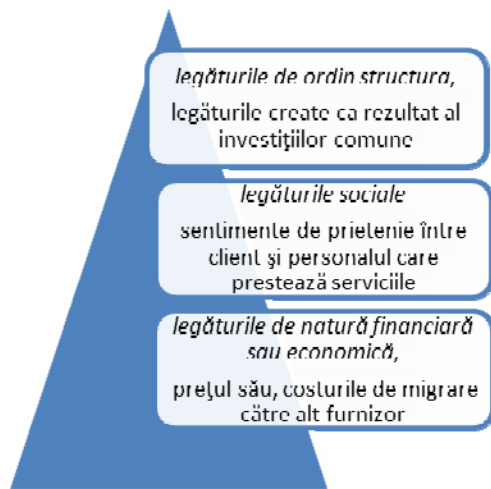 legăturile de ordin structura,
legăturile create ca rezultat al
investiţiilor comune
legăturile sociale
sentimente de prietenie între
client şi personalul care
prestează serviciile
legăturile de natură financiară
sau economică,
preţul său, costurile de migrare
către alt furnizor